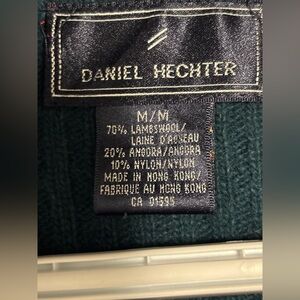 DANIEL HECHTER
M/M
70% LAMBSWOOL/
LAINE D'AGNEAU
20% ANGORA/ANGORA
10% NYLON/NYLON
MADE IN HONG KONG/
FABRIQUE AU HONG KONG
CA 01595